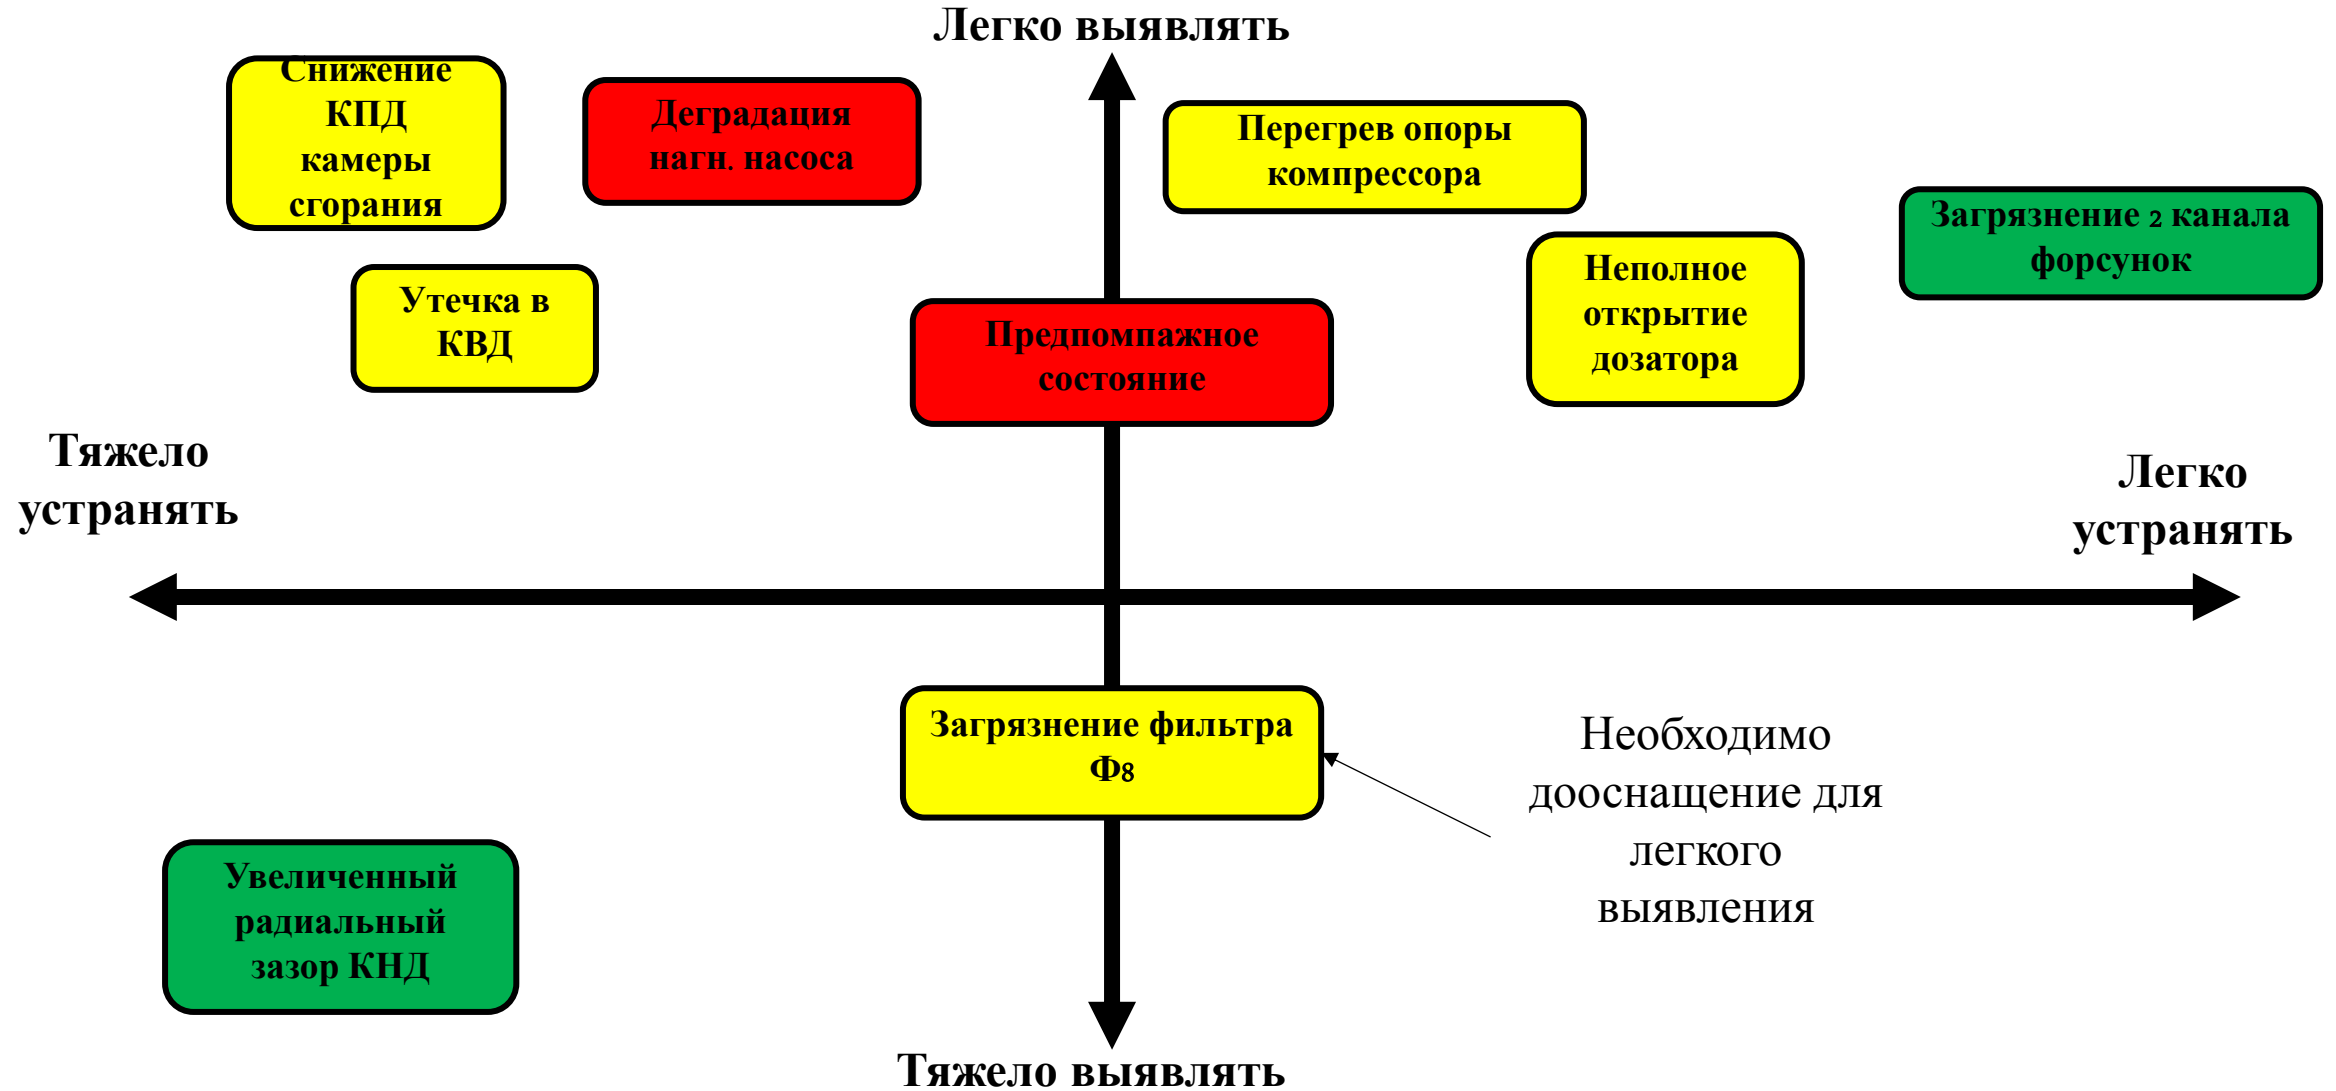 Легко выявлять
Снижение
КПД
камеры
сгорания
Деградация
нагн. насоса
Перегрев опоры
компрессора
Загрязнение 2 канала
форсунок
Неполное
открытие
дозатора
Утечка в
КВД
Предпомпажное
состояние
Тяжело
устранять
Легко
устранять
Загрязнение фильтра
Ф8
Необходимо
дооснащение для
легкого
выявления
Увеличенный
радиальный
зазор КНД
Тяжело выявлять